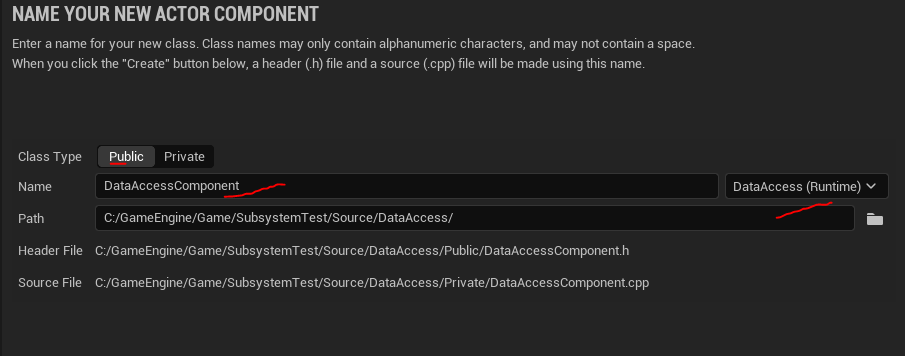 NAME YOUR NEW ACTOR COMPONENT
Enter a name for your new class. Class names may only contain alphanumeric characters, and may not contain a space.
When you click the "Create" button below, a header (.h) file and a source (.cpp) file will be made using this name.
Class Type Public Private
Name DataAccessComponent DataAccess (Runtime)
Path C:/GameEngine/Game/SubsystemTest/Source/DataAccess/
Header File C:/GameEngine/Game/SubsystemTest/Source/DataAccess/Public/DataAccessComponent.h
Source File C:/GameEngine/Game/SubsystemTest/Source/DataAccess/Private/DataAccessComponent.cpp